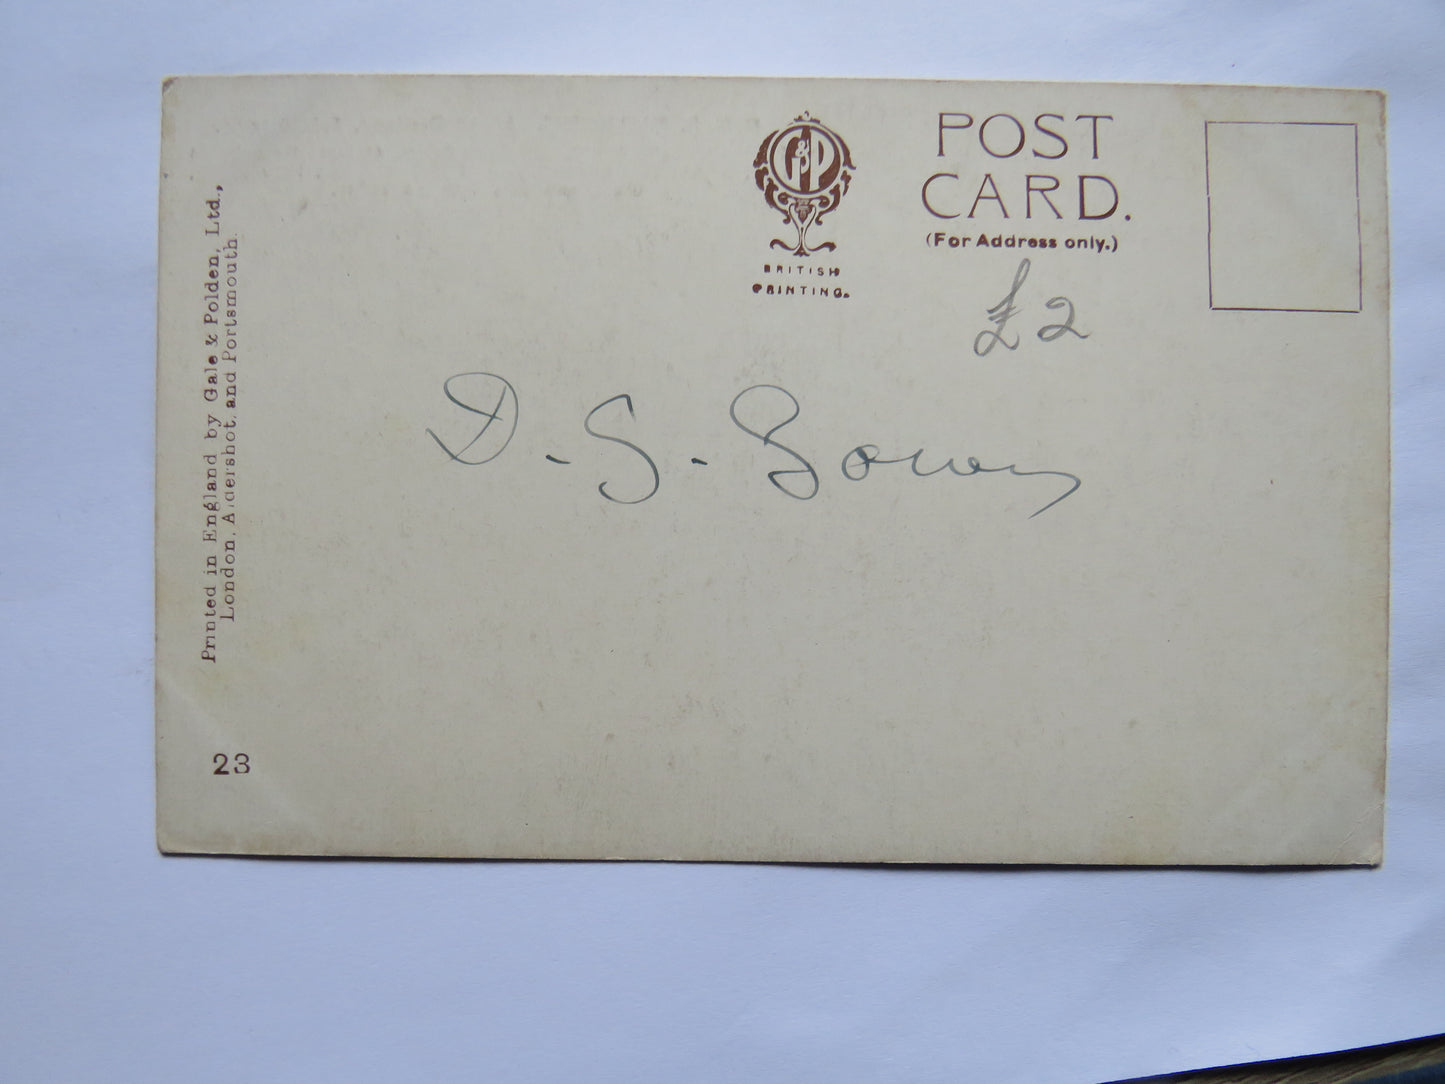 POST
CARD.
(For Address only.)
G&P
BRITISH
PRINTING.
£2
D. S.
Printed in England by Gale & Polden, Ltd.,
London, Aldershot, and Portsmouth
23